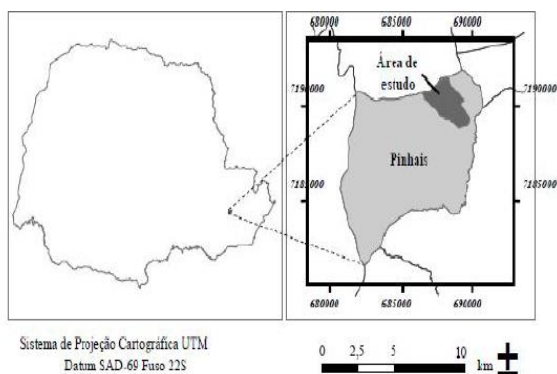 680000 685000 690000
Área de
estudo
7190000 7190000
Pinhais
7185000 7185000
680000 685000 690000
Sistema de Projeção Cartográfica UTM
Datum SAD-69 Fuso 22S
0 2,5 5 10
km